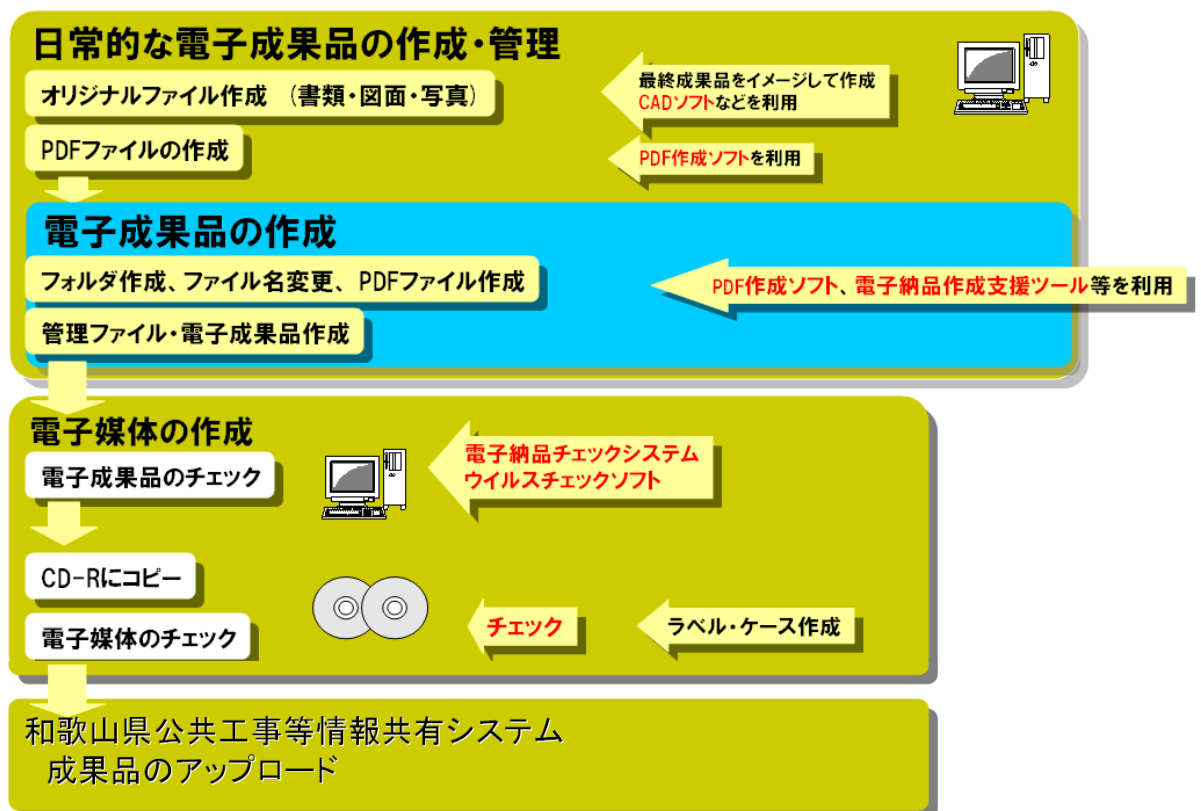 日常的な電子成果品の作成・管理
オリジナルファイル作成 (書類・図面・写真)
最終成果品をイメージして作成
CADソフトなどを利用
PDFファイルの作成
PDF作成ソフトを利用
電子成果品の作成
フォルダ作成、ファイル名変更、PDFファイル作成
PDF作成ソフト、電子納品作成支援ツール等を利用
管理ファイル・電子成果品作成
電子媒体の作成
電子成果品のチェック
電子納品チェックシステム
ウイルスチェックソフト
CD-Rにコピー
電子媒体のチェック
チェック
ラベル・ケース作成
和歌山県公共工事等情報共有システム
成果品のアップロード